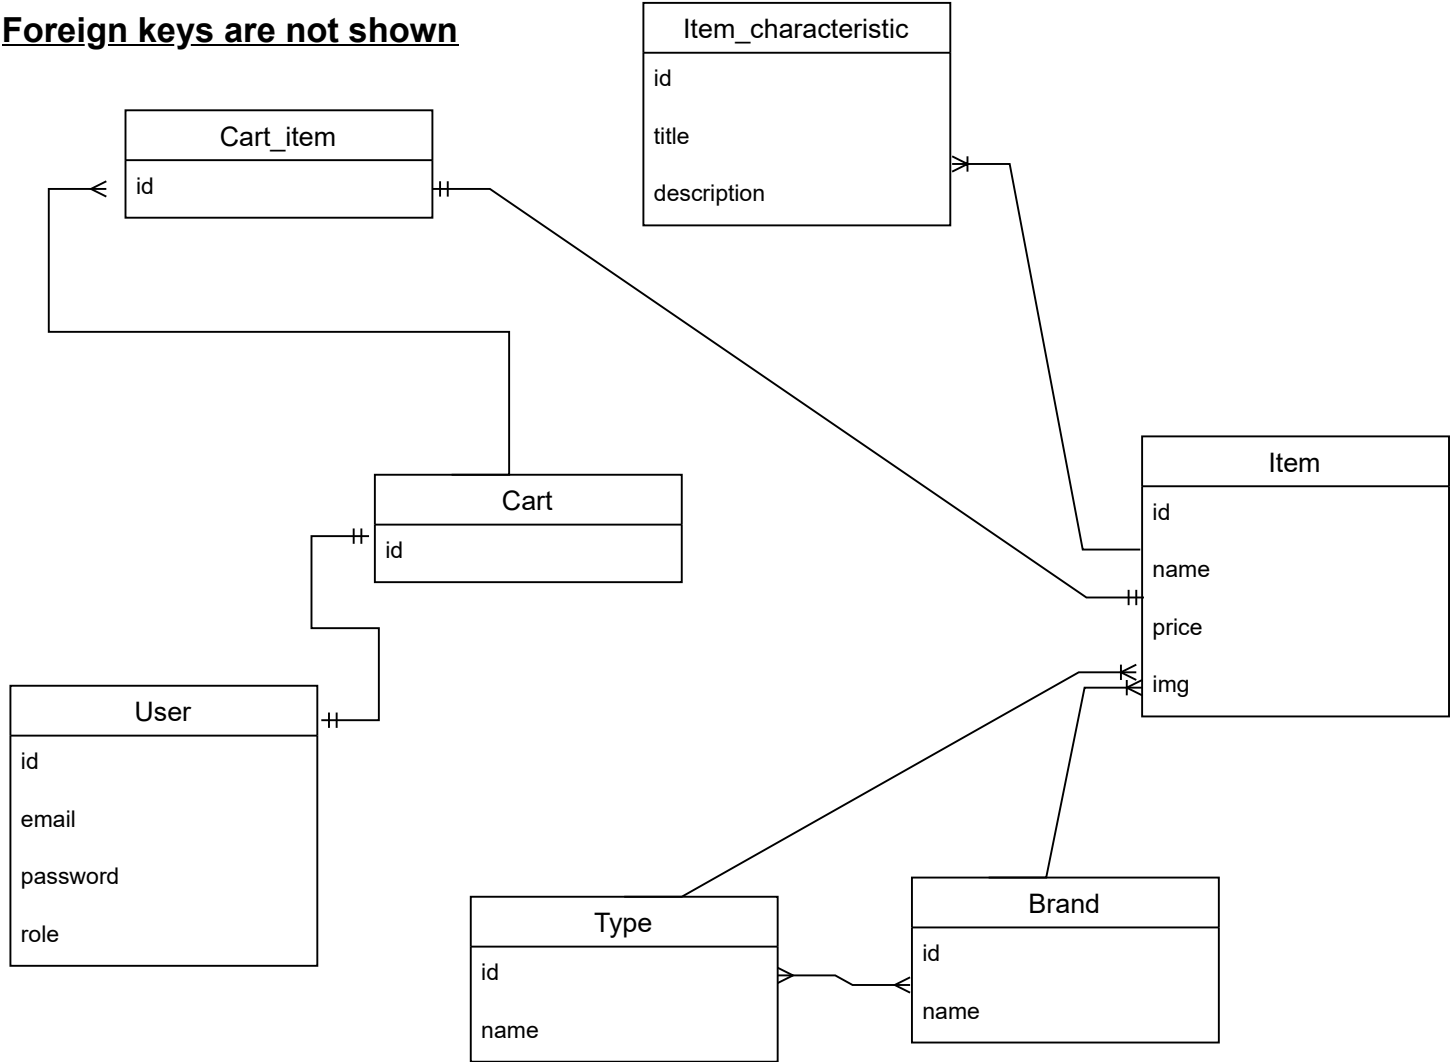 Foreign keys are not shown
Item_characteristic
id
title
description
Cart_item
id
Cart
id
Item
id
name
price
img
User
id
email
password
role
Type
id
name
Brand
id
name